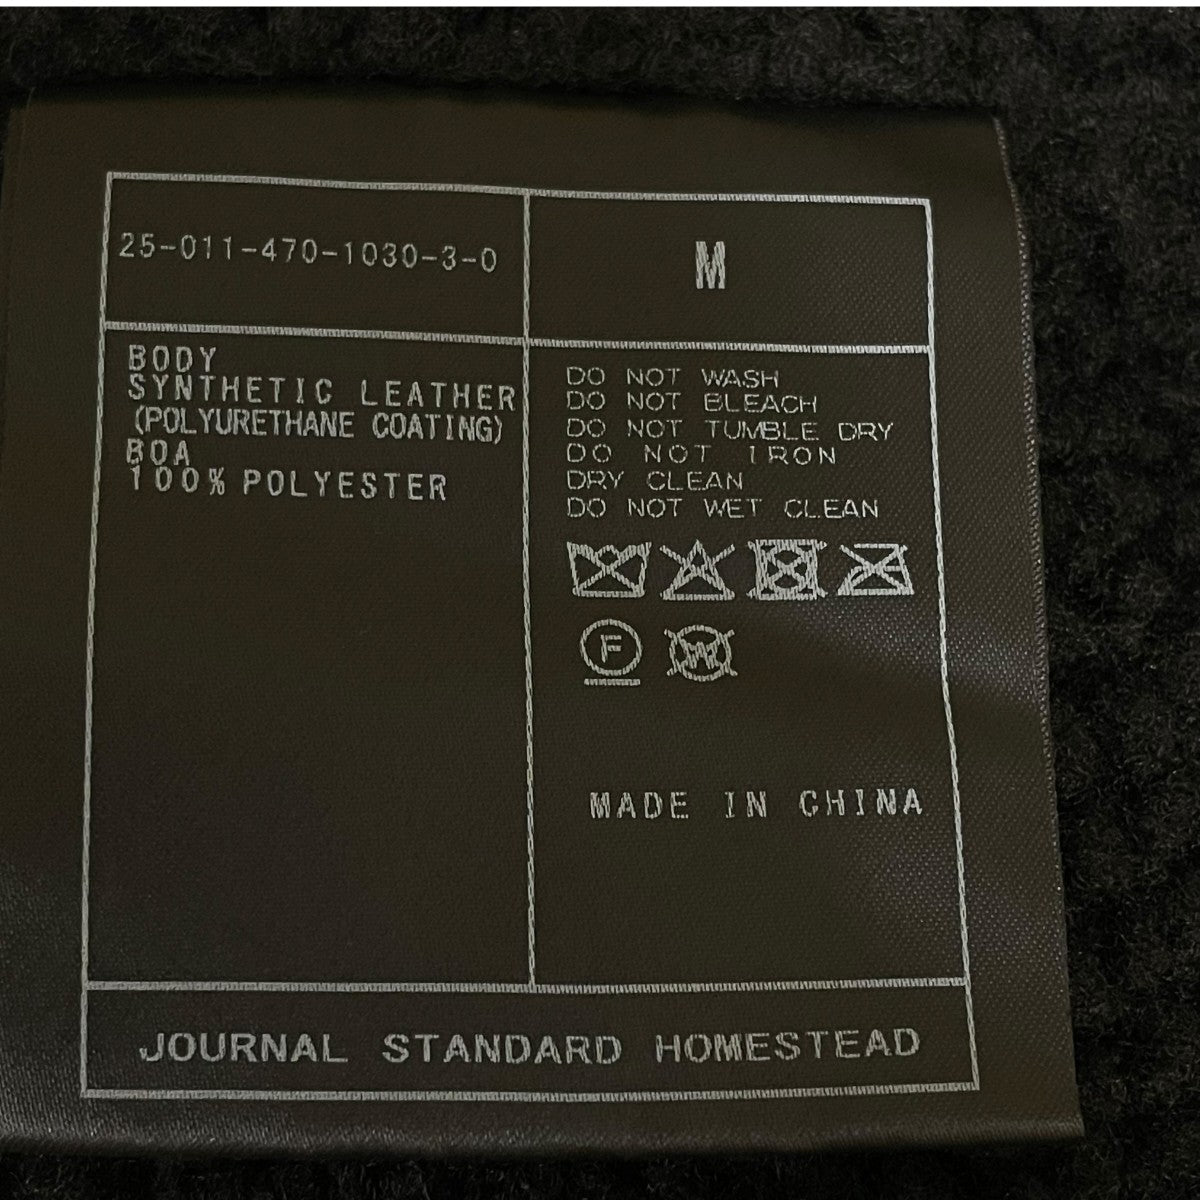 25-011-470-1030-3-0
M
BODY
SYNTHETIC LEATHER
(POLYURETHANE COATING)
BOA
100% POLYESTER
DO NOT WASH
DO NOT BLEACH
DO NOT TUMBLE DRY
DO NOT IRON
DRY CLEAN
DO NOT WET CLEAN
F W
MADE IN CHINA
JOURNAL STANDARD HOMESTEAD